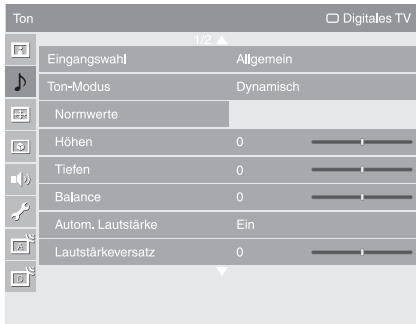 Ton Digitales TV
1/2
Eingangswahl Allgemein
Ton-Modus Dynamisch
Normwerte
Höhen 0
Tiefen 0
Balance 0
Autom. Lautstärke Ein
Lautstärkeversatz 0
A
D